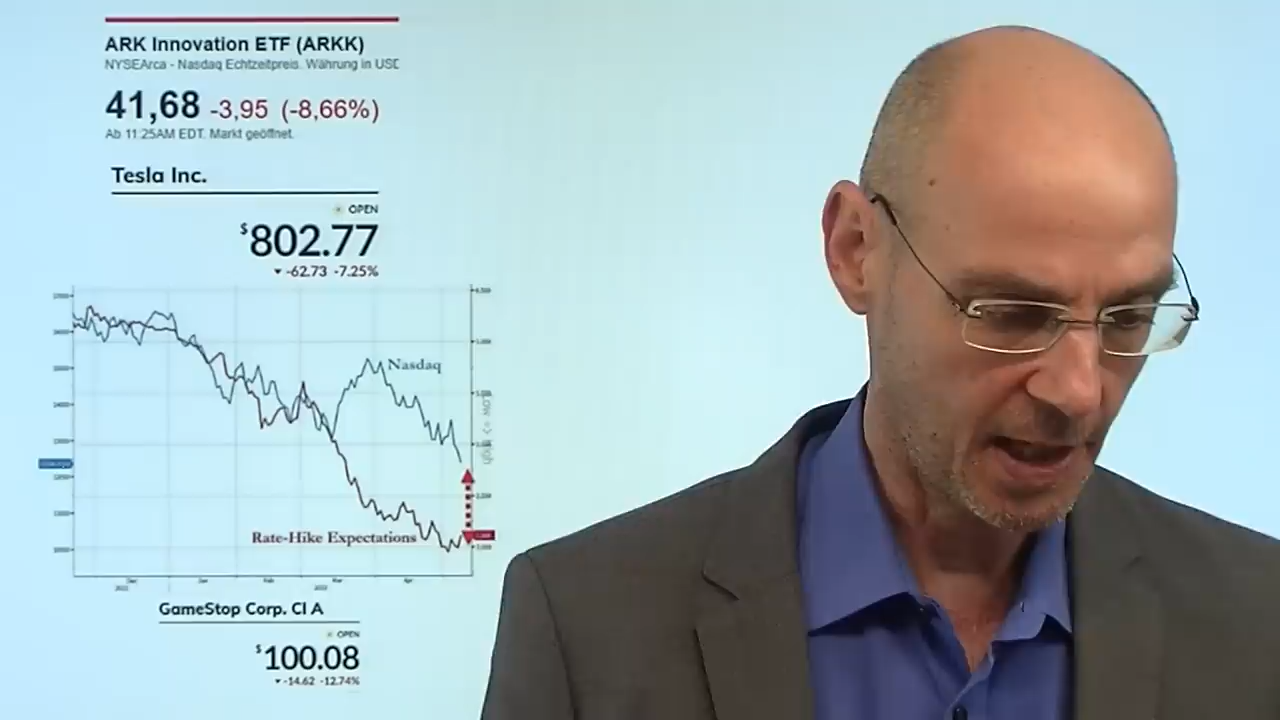 ARK Innovation ETF (ARKK)
NYSEArca - Nasdaq Echtzeitpreis. Währung in USD
41,68 -3,95 (-8,66%)
Ab 11:25AM EDT. Markt geöffnet.
Tesla Inc.
OPEN
$802.77
▼ -62.73 -7.25%
Nasdaq
Low => High
Rate-Hike Expectations
GameStop Corp. Cl A
OPEN
$100.08
▼ -14.62 -12.74%